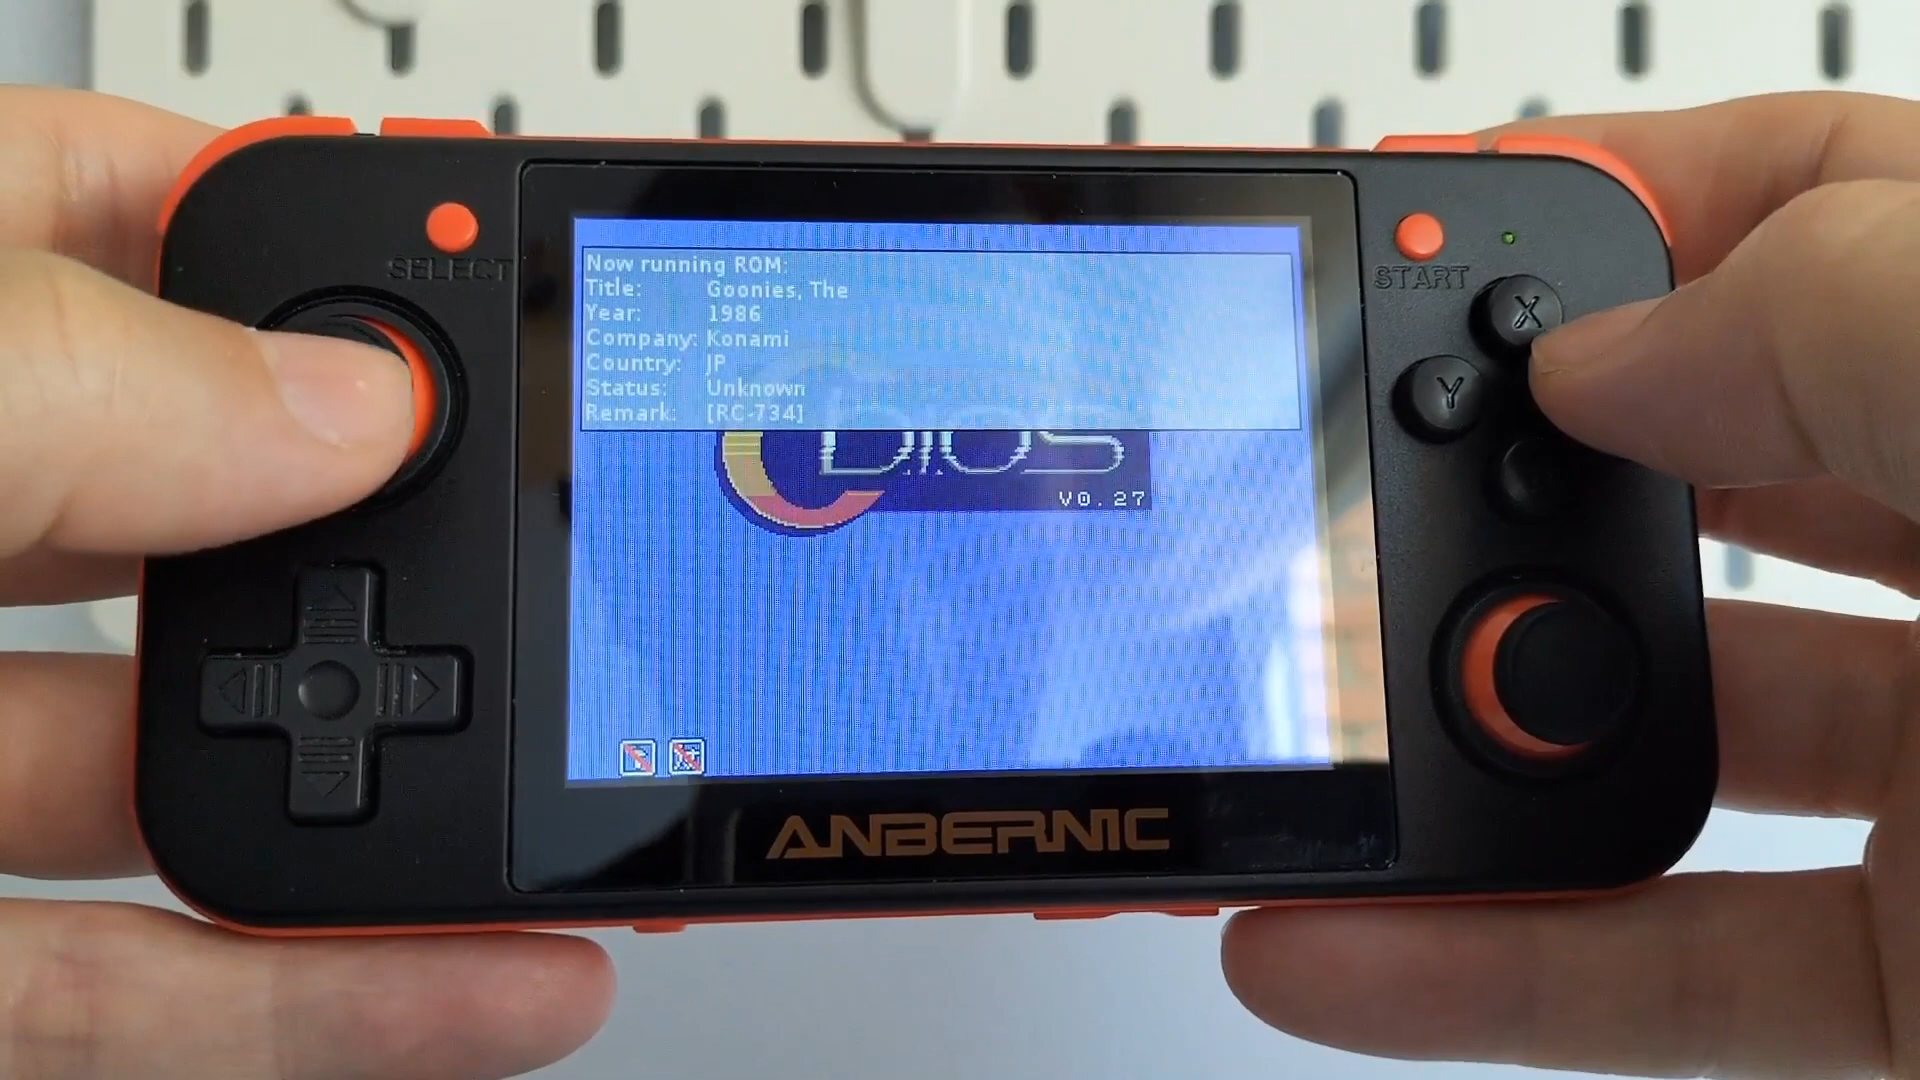 SELECT
START
X
Y
Now running ROM:
Title: Goonies, The
Year: 1986
Company: Konami
Country: JP
Status: Unknown
Remark: [RC-734]
BIOS
V0.27
ANBERNIC